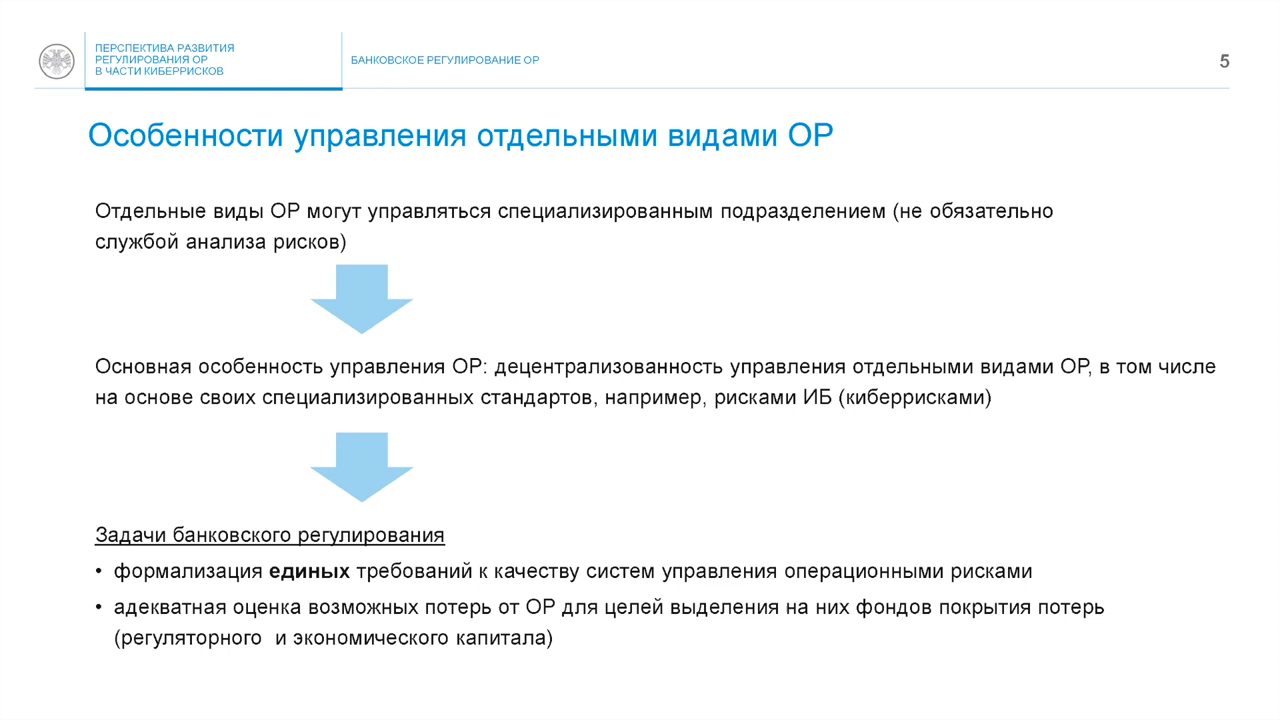 ПЕРСПЕКТИВА РАЗВИТИЯ
РЕГУЛИРОВАНИЯ ОР
В ЧАСТИ КИБЕРРИСКОВ
БАНКОВСКОЕ РЕГУЛИРОВАНИЕ ОР
5
Особенности управления отдельными видами ОР
Отдельные виды ОР могут управляться специализированным подразделением (не обязательно
службой анализа рисков)
Основная особенность управления ОР: децентрализованность управления отдельными видами ОР, в том числе
на основе своих специализированных стандартов, например, рисками ИБ (киберрисками)
Задачи банковского регулирования
• формализация единых требований к качеству систем управления операционными рисками
• адекватная оценка возможных потерь от ОР для целей выделения на них фондов покрытия потерь
(регуляторного и экономического капитала)